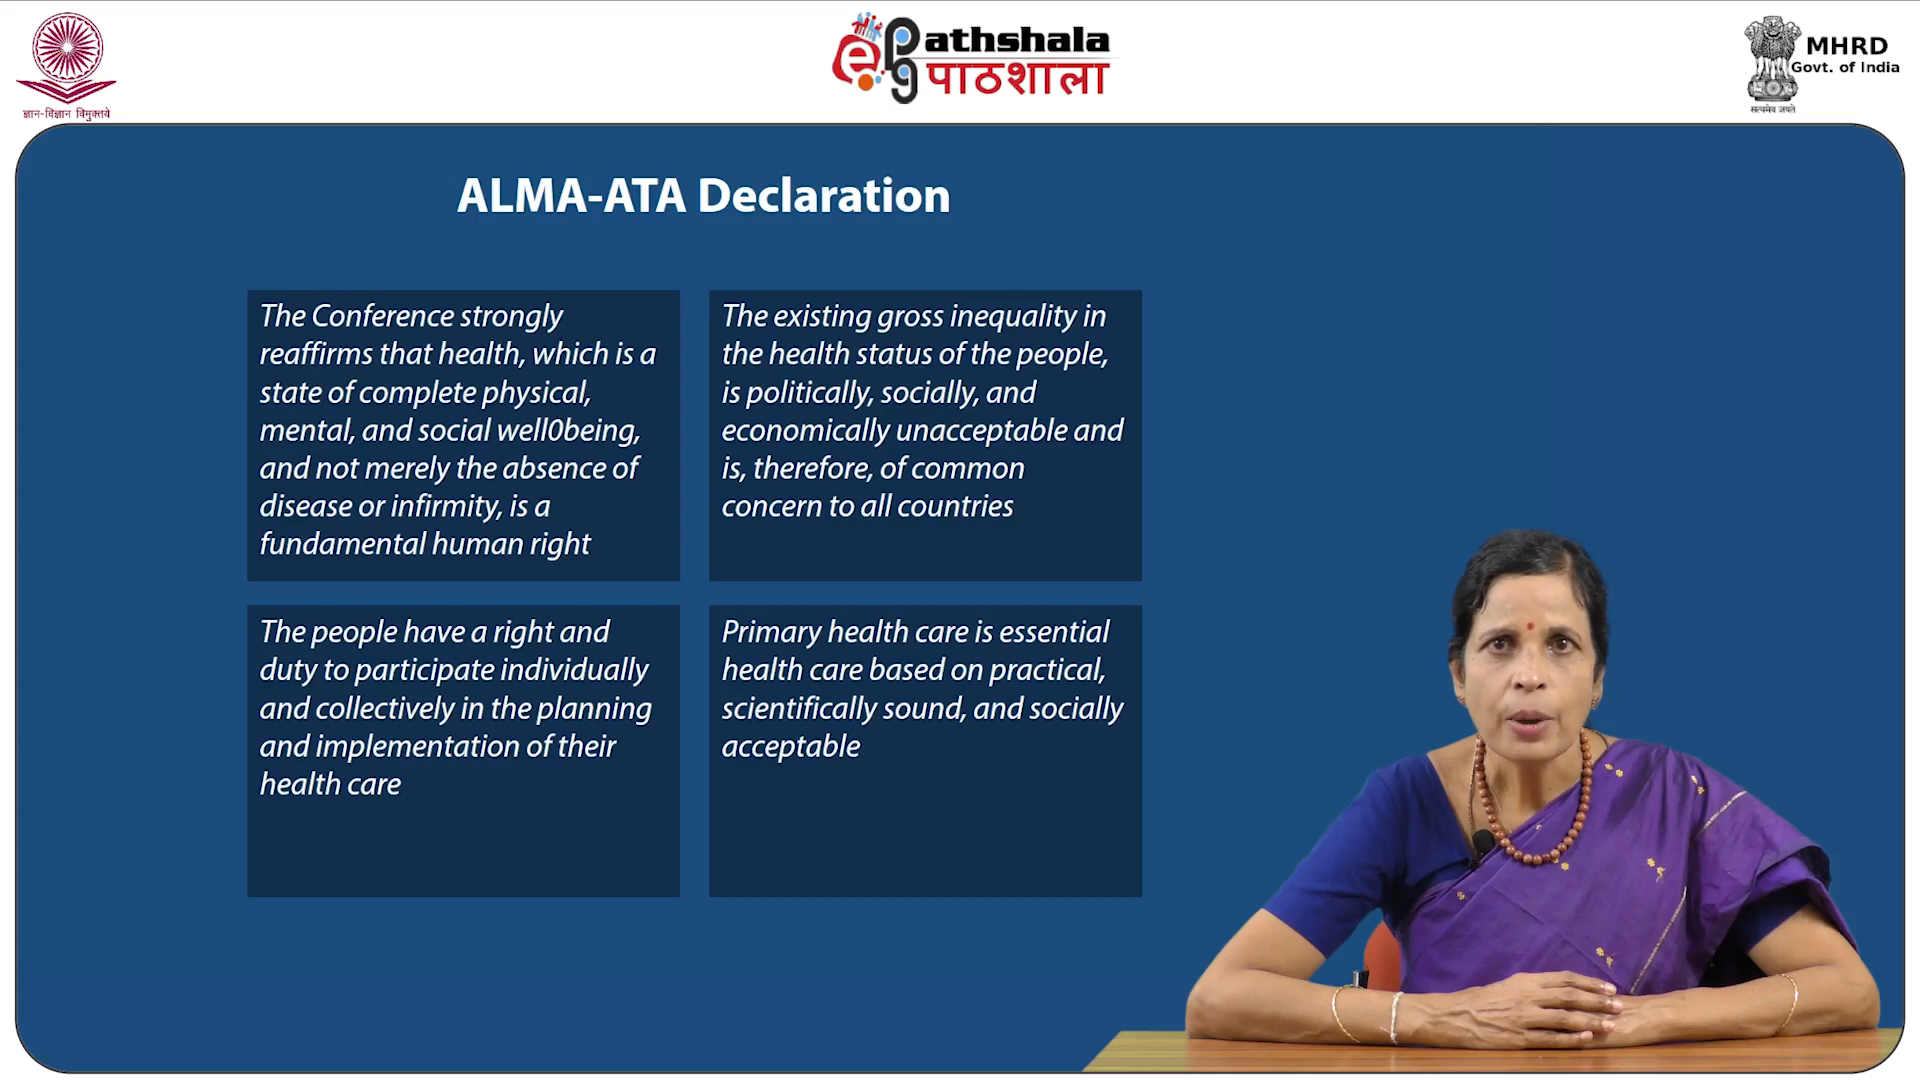 ज्ञान-विज्ञान विमुक्तये
e
Pathshala
पाठशाला
pg
MHRD
Govt. of India
सत्यमेव जयते
ALMA-ATA Declaration
The Conference strongly
reaffirms that health, which is a
state of complete physical,
mental, and social well0being,
and not merely the absence of
disease or infirmity, is a
fundamental human right
The existing gross inequality in
the health status of the people,
is politically, socially, and
economically unacceptable and
is, therefore, of common
concern to all countries
The people have a right and
duty to participate individually
and collectively in the planning
and implementation of their
health care
Primary health care is essential
health care based on practical,
scientifically sound, and socially
acceptable